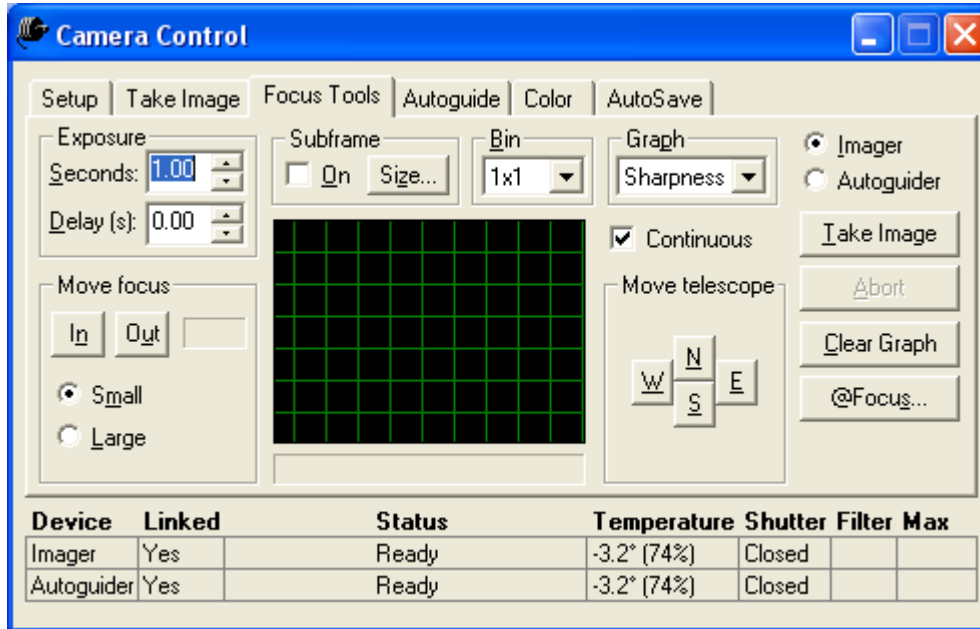 Camera Control
Setup Take Image Focus Tools Autoguide Color AutoSave
Exposure
Seconds: 1.00
Delay (s): 0.00
Subframe
On Size...
Bin
1x1
Graph
Sharpness
Imager
Autoguider
Continuous
Take Image
Abort
Clear Graph
@Focus...
Move focus
In Out
Small
Large
Move telescope
N
W E
S
Device Linked Status Temperature Shutter Filter Max
Imager Yes Ready -3.2° (74%) Closed
Autoguider Yes Ready -3.2° (74%) Closed